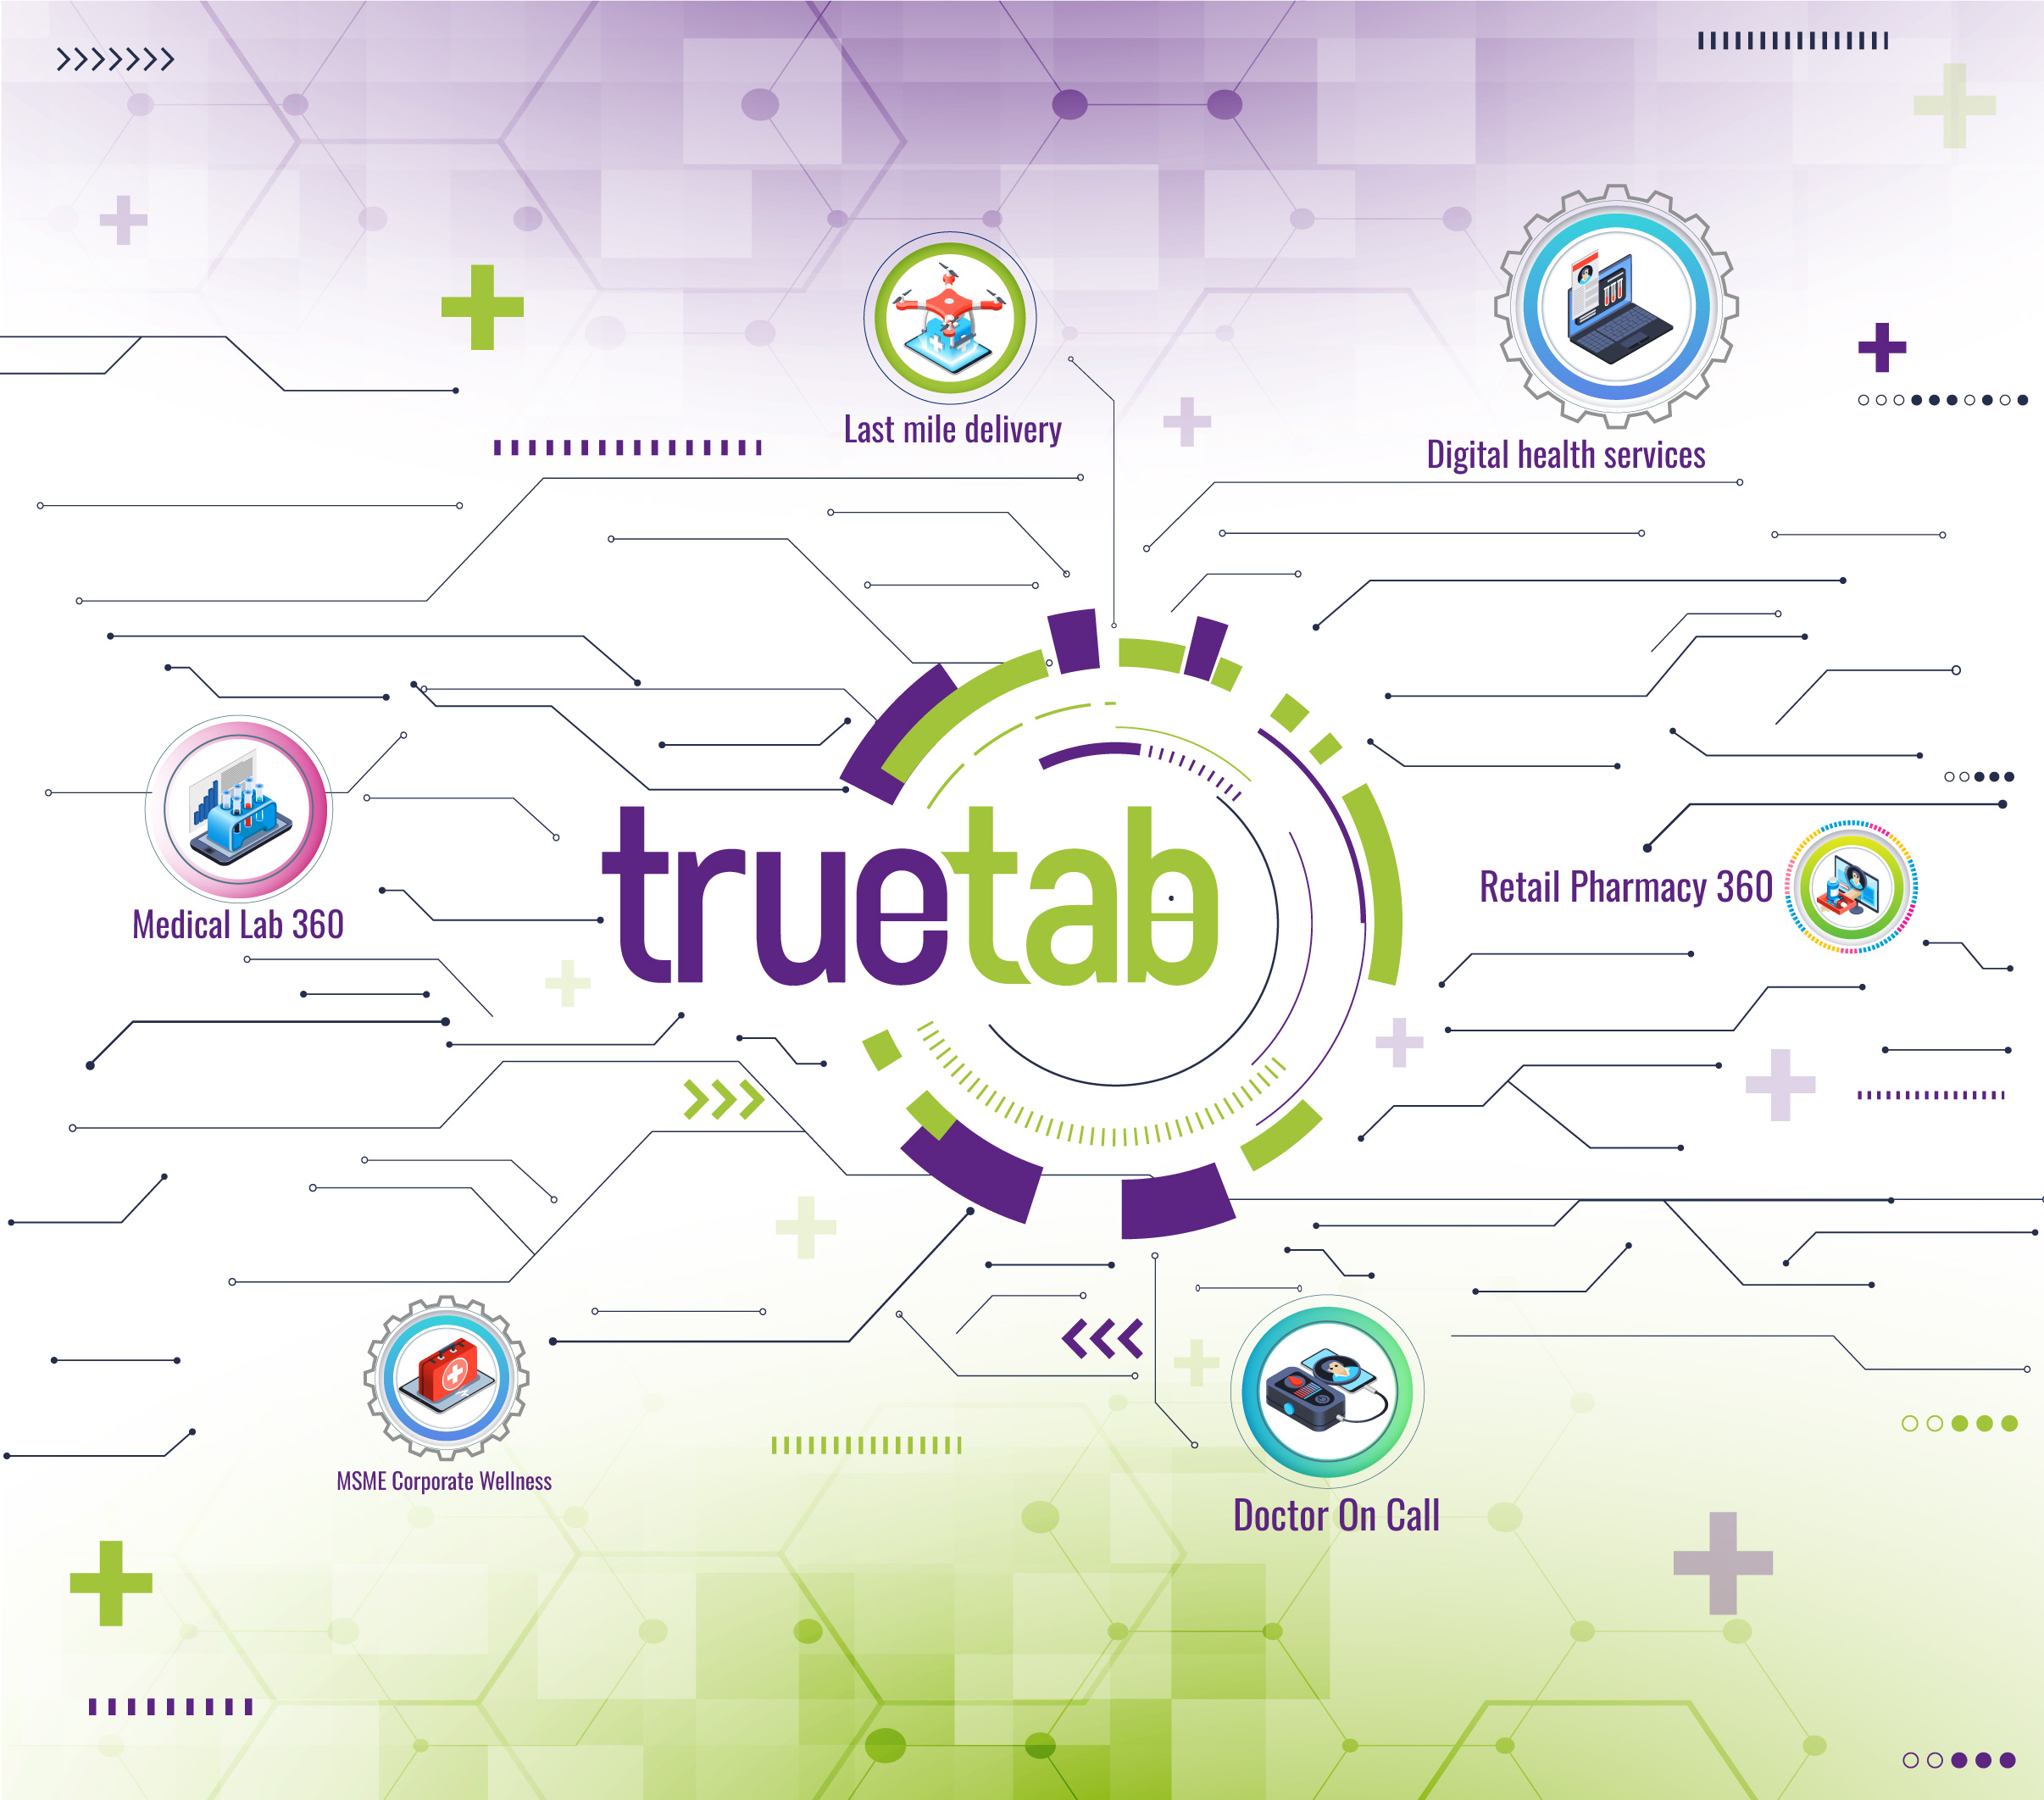 Last mile delivery
Digital health services
truetab
Retail Pharmacy 360
Medical Lab 360
MSME Corporate Wellness
Doctor On Call